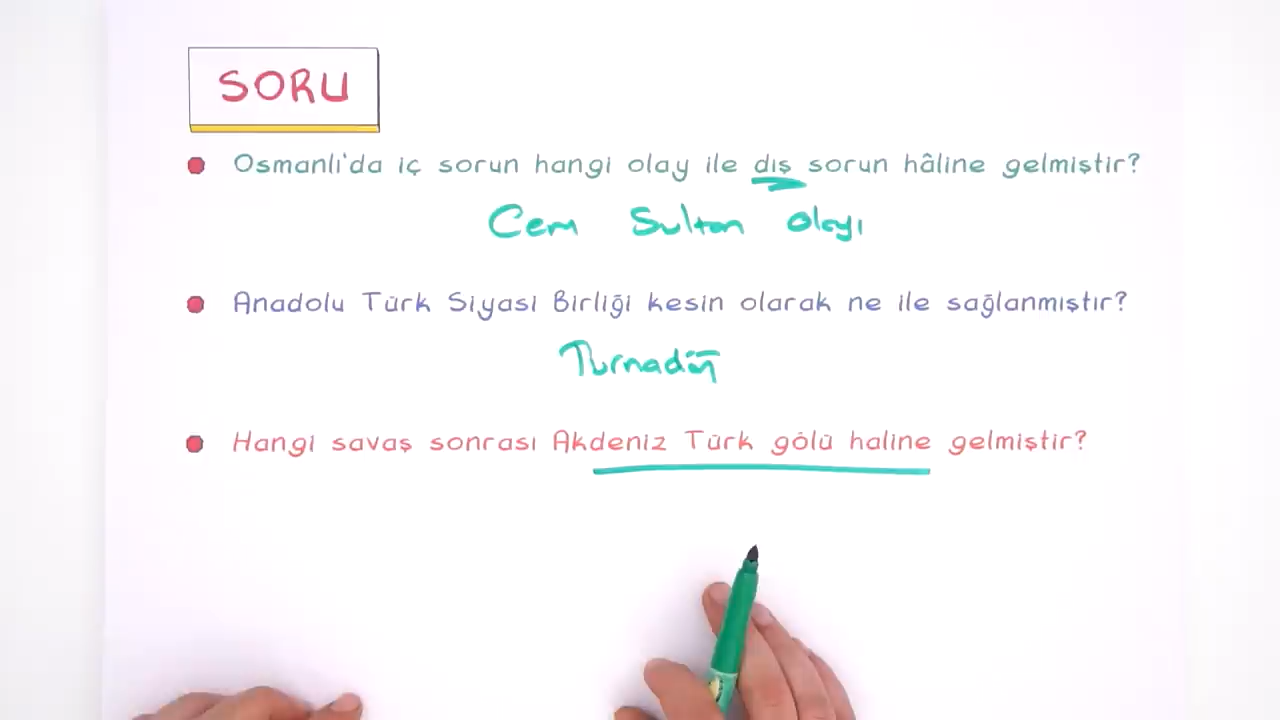 SORU
Osmanlı'da iç sorun hangi olay ile dış sorun hâline gelmiştir?
Cem Sultan Olayı
Anadolu Türk Siyasi Birliği kesin olarak ne ile sağlanmıştır?
Turnadağ
Hangi savaş sonrası Akdeniz Türk gölü haline gelmiştir?